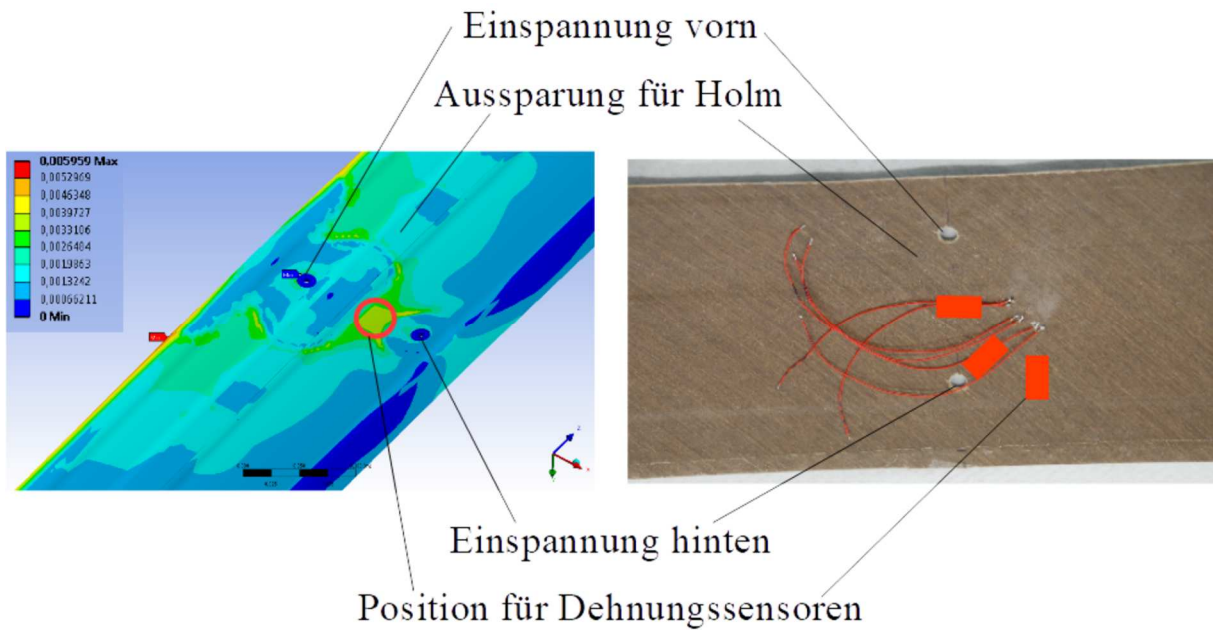 Einspannung vorn
Aussparung für Holm
0,005959 Max
0,0052969
0,0046348
0,0039727
0,0033106
0,0026484
0,0019863
0,0013242
0,00066211
0 Min
Einspannung hinten
Position für Dehnungssensoren